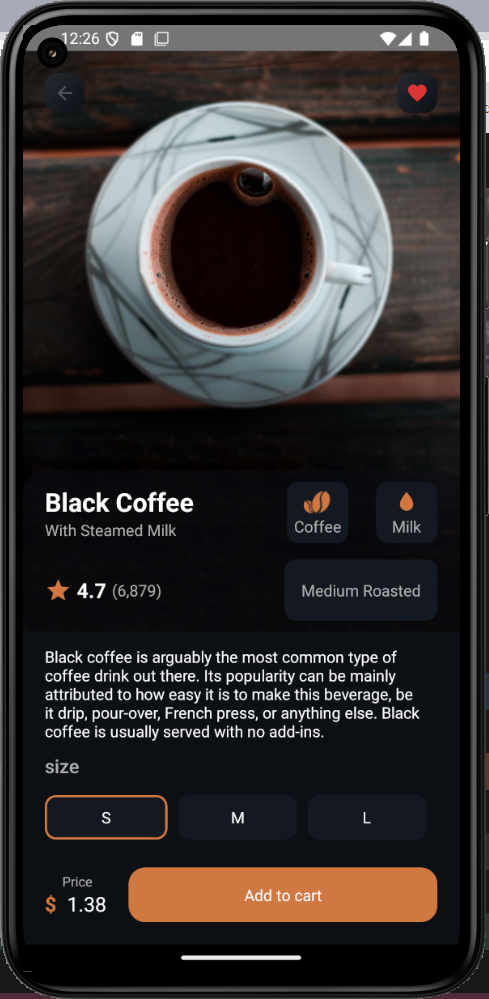 12:26
Black Coffee
With Steamed Milk
Coffee
Milk
4.7 (6,879)
Medium Roasted
Black coffee is arguably the most common type of
coffee drink out there. Its popularity can be mainly
attributed to how easy it is to make this beverage, be
it drip, pour-over, French press, or anything else. Black
coffee is usually served with no add-ins.
size
S M L
Price
$ 1.38
Add to cart